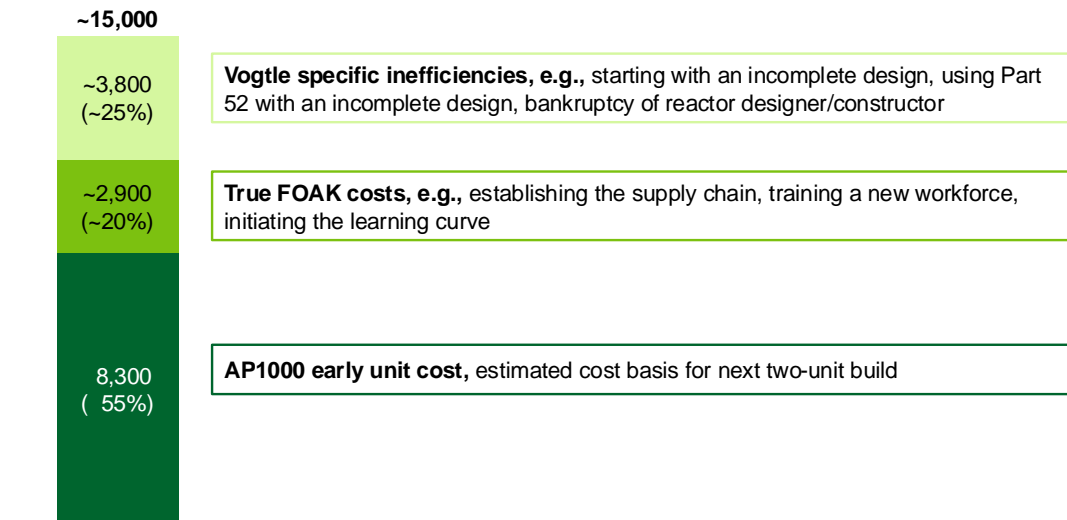 ~15,000
~3,800
(~25%)
Vogtle specific inefficiencies, e.g., starting with an incomplete design, using Part
52 with an incomplete design, bankruptcy of reactor designer/constructor
~2,900
(~20%)
True FOAK costs, e.g., establishing the supply chain, training a new workforce,
initiating the learning curve
8,300
( 55%)
AP1000 early unit cost, estimated cost basis for next two-unit build